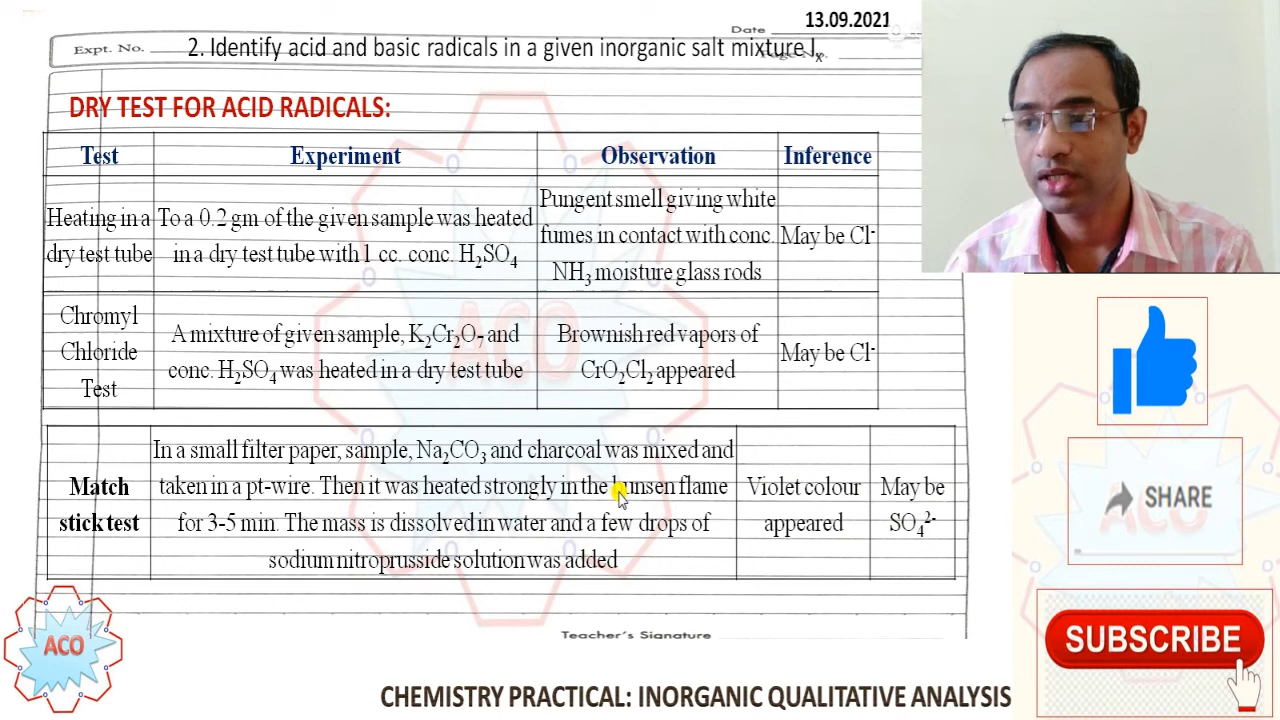 13.09.2021
Date
Expt. No. 2. Identify acid and basic radicals in a given inorganic salt mixture Iₓ
Page No.
DRY TEST FOR ACID RADICALS:
Test Experiment Observation Inference
Heating in a dry test tube
To a 0.2 gm of the given sample was heated
in a dry test tube with 1 cc. conc. H₂SO₄
Pungent smell giving white
fumes in contact with conc.
NH₃ moisture glass rods
May be Cl⁻
Chromyl
Chloride
Test
A mixture of given sample, K₂Cr₂O₇ and
conc. H₂SO₄ was heated in a dry test tube
Brownish red vapors of
CrO₂Cl₂ appeared
May be Cl⁻
Match
stick test
In a small filter paper, sample, Na₂CO₃ and charcoal was mixed and
taken in a pt-wire. Then it was heated strongly in the bunsen flame
for 3-5 min. The mass is dissolved in water and a few drops of
sodium nitroprusside solution was added
Violet colour
appeared
May be
SO₄²⁻
Teacher's Signature
ACO
ACO
ACO
SHARE
SUBSCRIBE
CHEMISTRY PRACTICAL: INORGANIC QUALITATIVE ANALYSIS